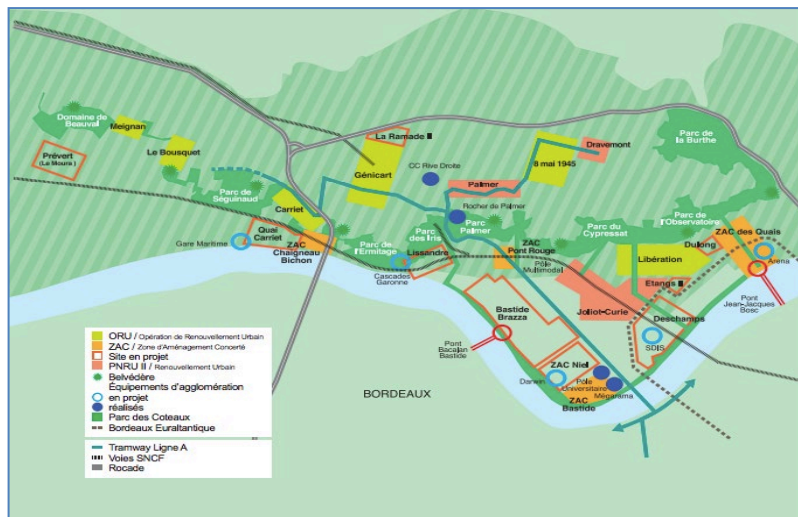 Domaine de
Beauval
Meignan
Prévert
(La Moura)
Le Bousquet
Parc de
Séguinaud
La Ramade II
Génicart
CC Rive Droite
8 mai 1945
Dravemont
Parc de
la Burthe
Palmer
Rocher de Palmer
Carriet
Quai
Carriet
Gare Maritime
ZAC
Chaigneau
Bichon
Parc de
l'Ermitage
Parc
des Iris
Parc
Palmer
Lissandre
Cascades
Garonne
ZAC
Pont Rouge
Pôle
Multimodal
Parc du
Cypressat
Parc de
l'Observatoire
ZAC des Quais
Dulong
Arena
Libération
Etangs II
Joliot-Curie
Deschamps
SDIS
Pont
Jean-Jacques
Bosc
Bastide
Brazza
Pont
Bacalan
Bastide
ZAC Niel
Darwin
Pôle
Universitaire
Mégarama
ZAC
Bastide
BORDEAUX
ORU / Opération de Renouvellement Urbain
ZAC / Zone d'Aménagement Concerté
Site en projet
PNRU II / Renouvellement Urbain
Belvédère
Équipements d'agglomération
en projet
réalisés
Parc des Coteaux
Bordeaux Euraltantique
Tramway Ligne A
Voies SNCF
Rocade